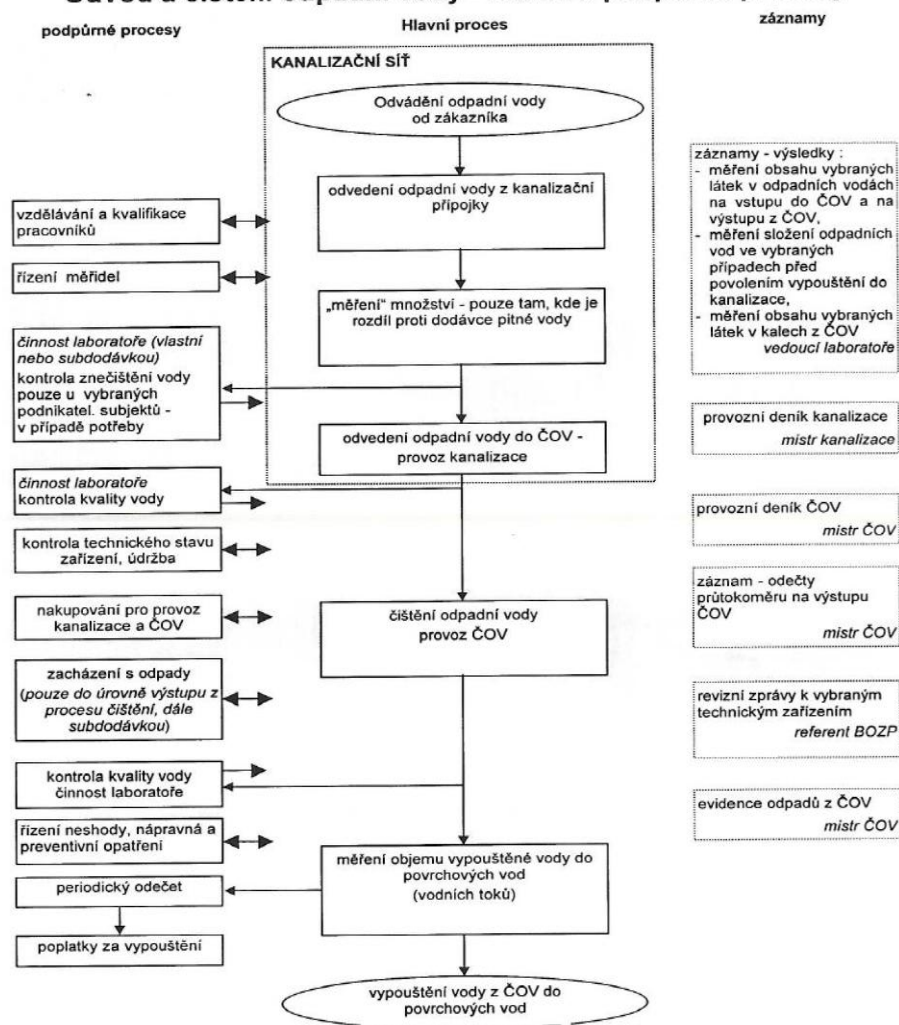 podpůrné procesy
Hlavní proces
záznamy
KANALIZAČNÍ SÍŤ
Odvádění odpadní vody
od zákazníka
odvedení odpadní vody z kanalizační
přípojky
„měření“ množství - pouze tam, kde je
rozdíl proti dodávce pitné vody
odvedení odpadní vody do ČOV -
provoz kanalizace
čištění odpadní vody
provoz ČOV
měření objemu vypouštěné vody do
povrchových vod
(vodních toků)
vypouštění vody z ČOV do
povrchových vod
vzdělávání a kvalifikace
pracovníků
řízení měřidel
činnost laboratoře (vlastní
nebo subdodávkou)
kontrola znečištění vody
pouze u vybraných
podnikatel. subjektů -
v případě potřeby
činnost laboratoře
kontrola kvality vody
kontrola technického stavu
zařízení, údržba
nakupování pro provoz
kanalizace a ČOV
zacházení s odpady
(pouze do úrovně výstupu z
procesu čištění, dále
subdodávkou)
kontrola kvality vody
činnost laboratoře
řízení neshody, nápravná a
preventivní opatření
periodický odečet
poplatky za vypouštění
záznamy - výsledky :
- měření obsahu vybraných
látek v odpadních vodách
na vstupu do ČOV a na
výstupu z ČOV,
- měření složení odpadních
vod ve vybraných
případech před
povolením vypouštění do
kanalizace,
- měření obsahu vybraných
látek v kalech z ČOV
vedoucí laboratoře
provozní deník kanalizace
mistr kanalizace
provozní deník ČOV
mistr ČOV
záznam - odečty
průtokoměru na výstupu
ČOV
mistr ČOV
revizní zprávy k vybraným
technickým zařízením
referent BOZP
evidence odpadů z ČOV
mistr ČOV